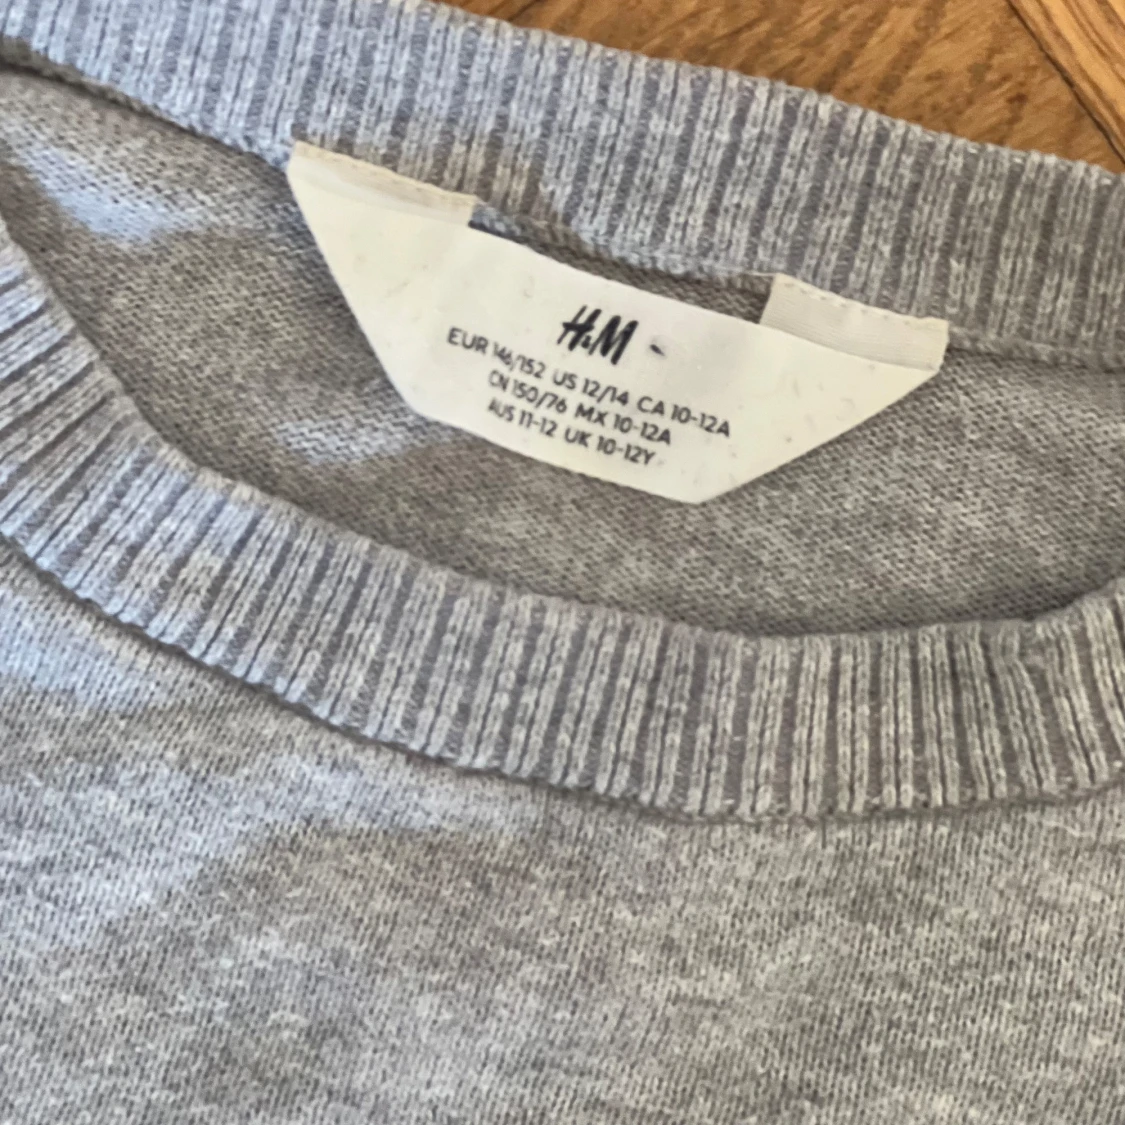 H&M
EUR 146/152 US 12/14 CA 10-12A
CN 150/76 MX 10-12A
AUS 11-12 UK 10-12Y